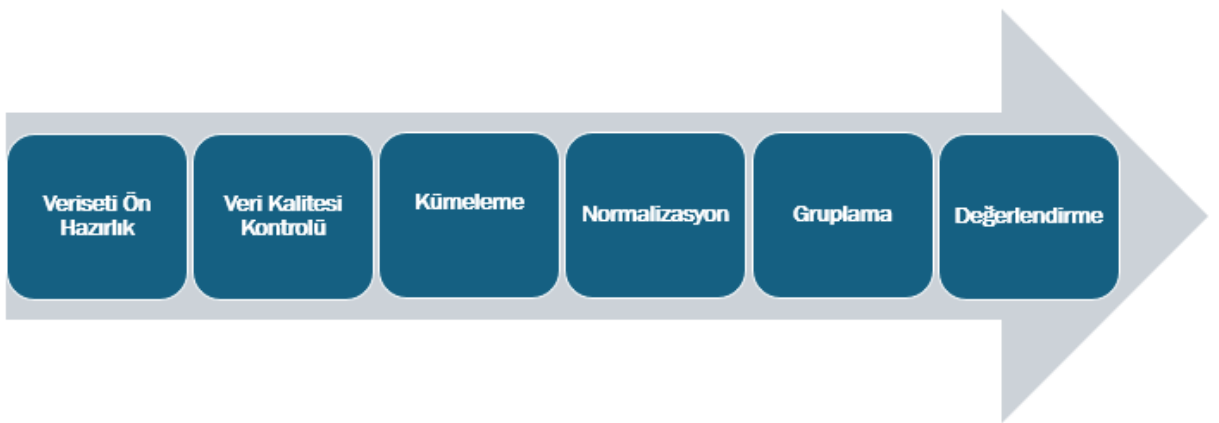 Veriseti Ön
Hazırlık
Veri Kalitesi
Kontrolü
Kümeleme
Normalizasyon
Gruplama
Değerlendirme